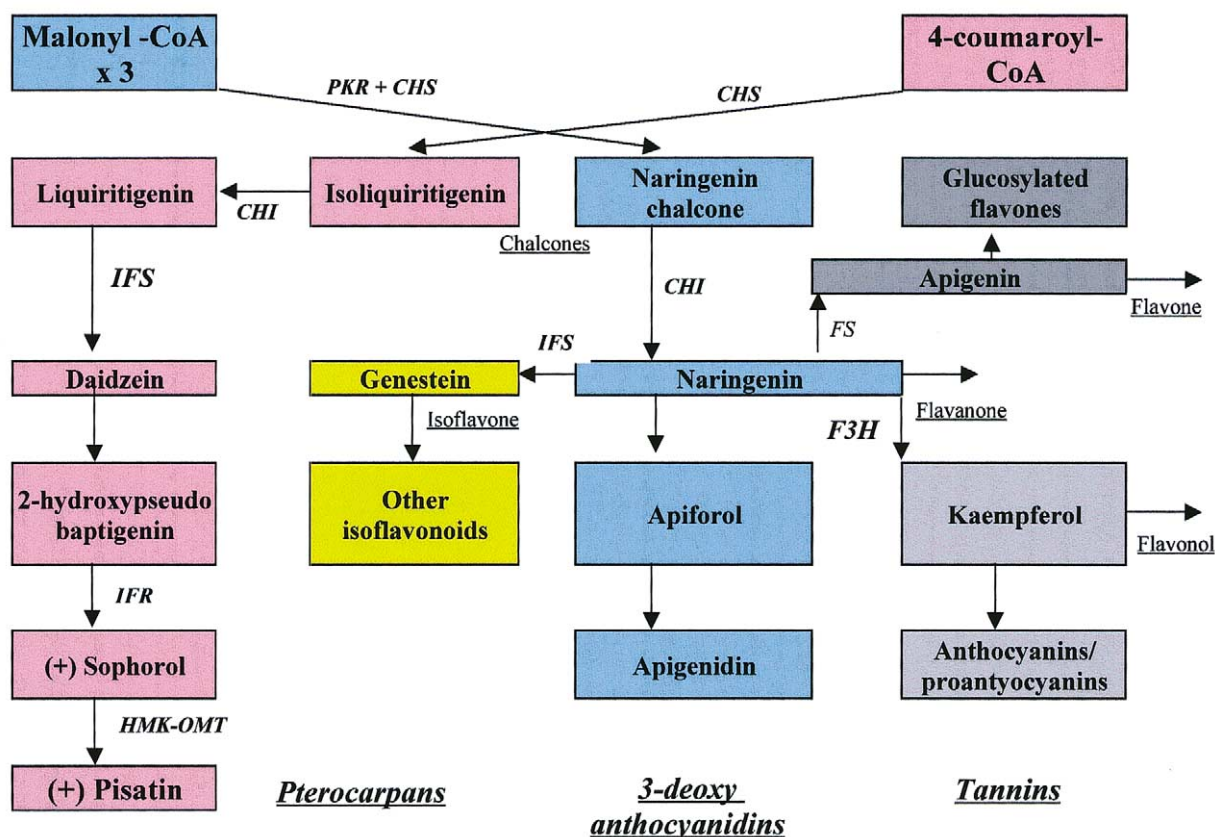 Malonyl -CoA
x 3
4-coumaroyl-
CoA
PKR + CHS
CHS
Liquiritigenin
CHI
Isoliquiritigenin
Naringenin
chalcone
Glucosylated
flavones
Chalcones
IFS
CHI
Apigenin
Flavone
FS
IFS
Daidzein
Genestein
Naringenin
Isoflavone
Flavanone
F3H
2-hydroxypseudo
baptigenin
Other
isoflavonoids
Apiforol
Kaempferol
Flavonol
IFR
(+) Sophorol
Apigenidin
Anthocyanins/
proantyocyanins
HMK-OMT
(+) Pisatin
Pterocarpans
3-deoxy
anthocyanidins
Tannins